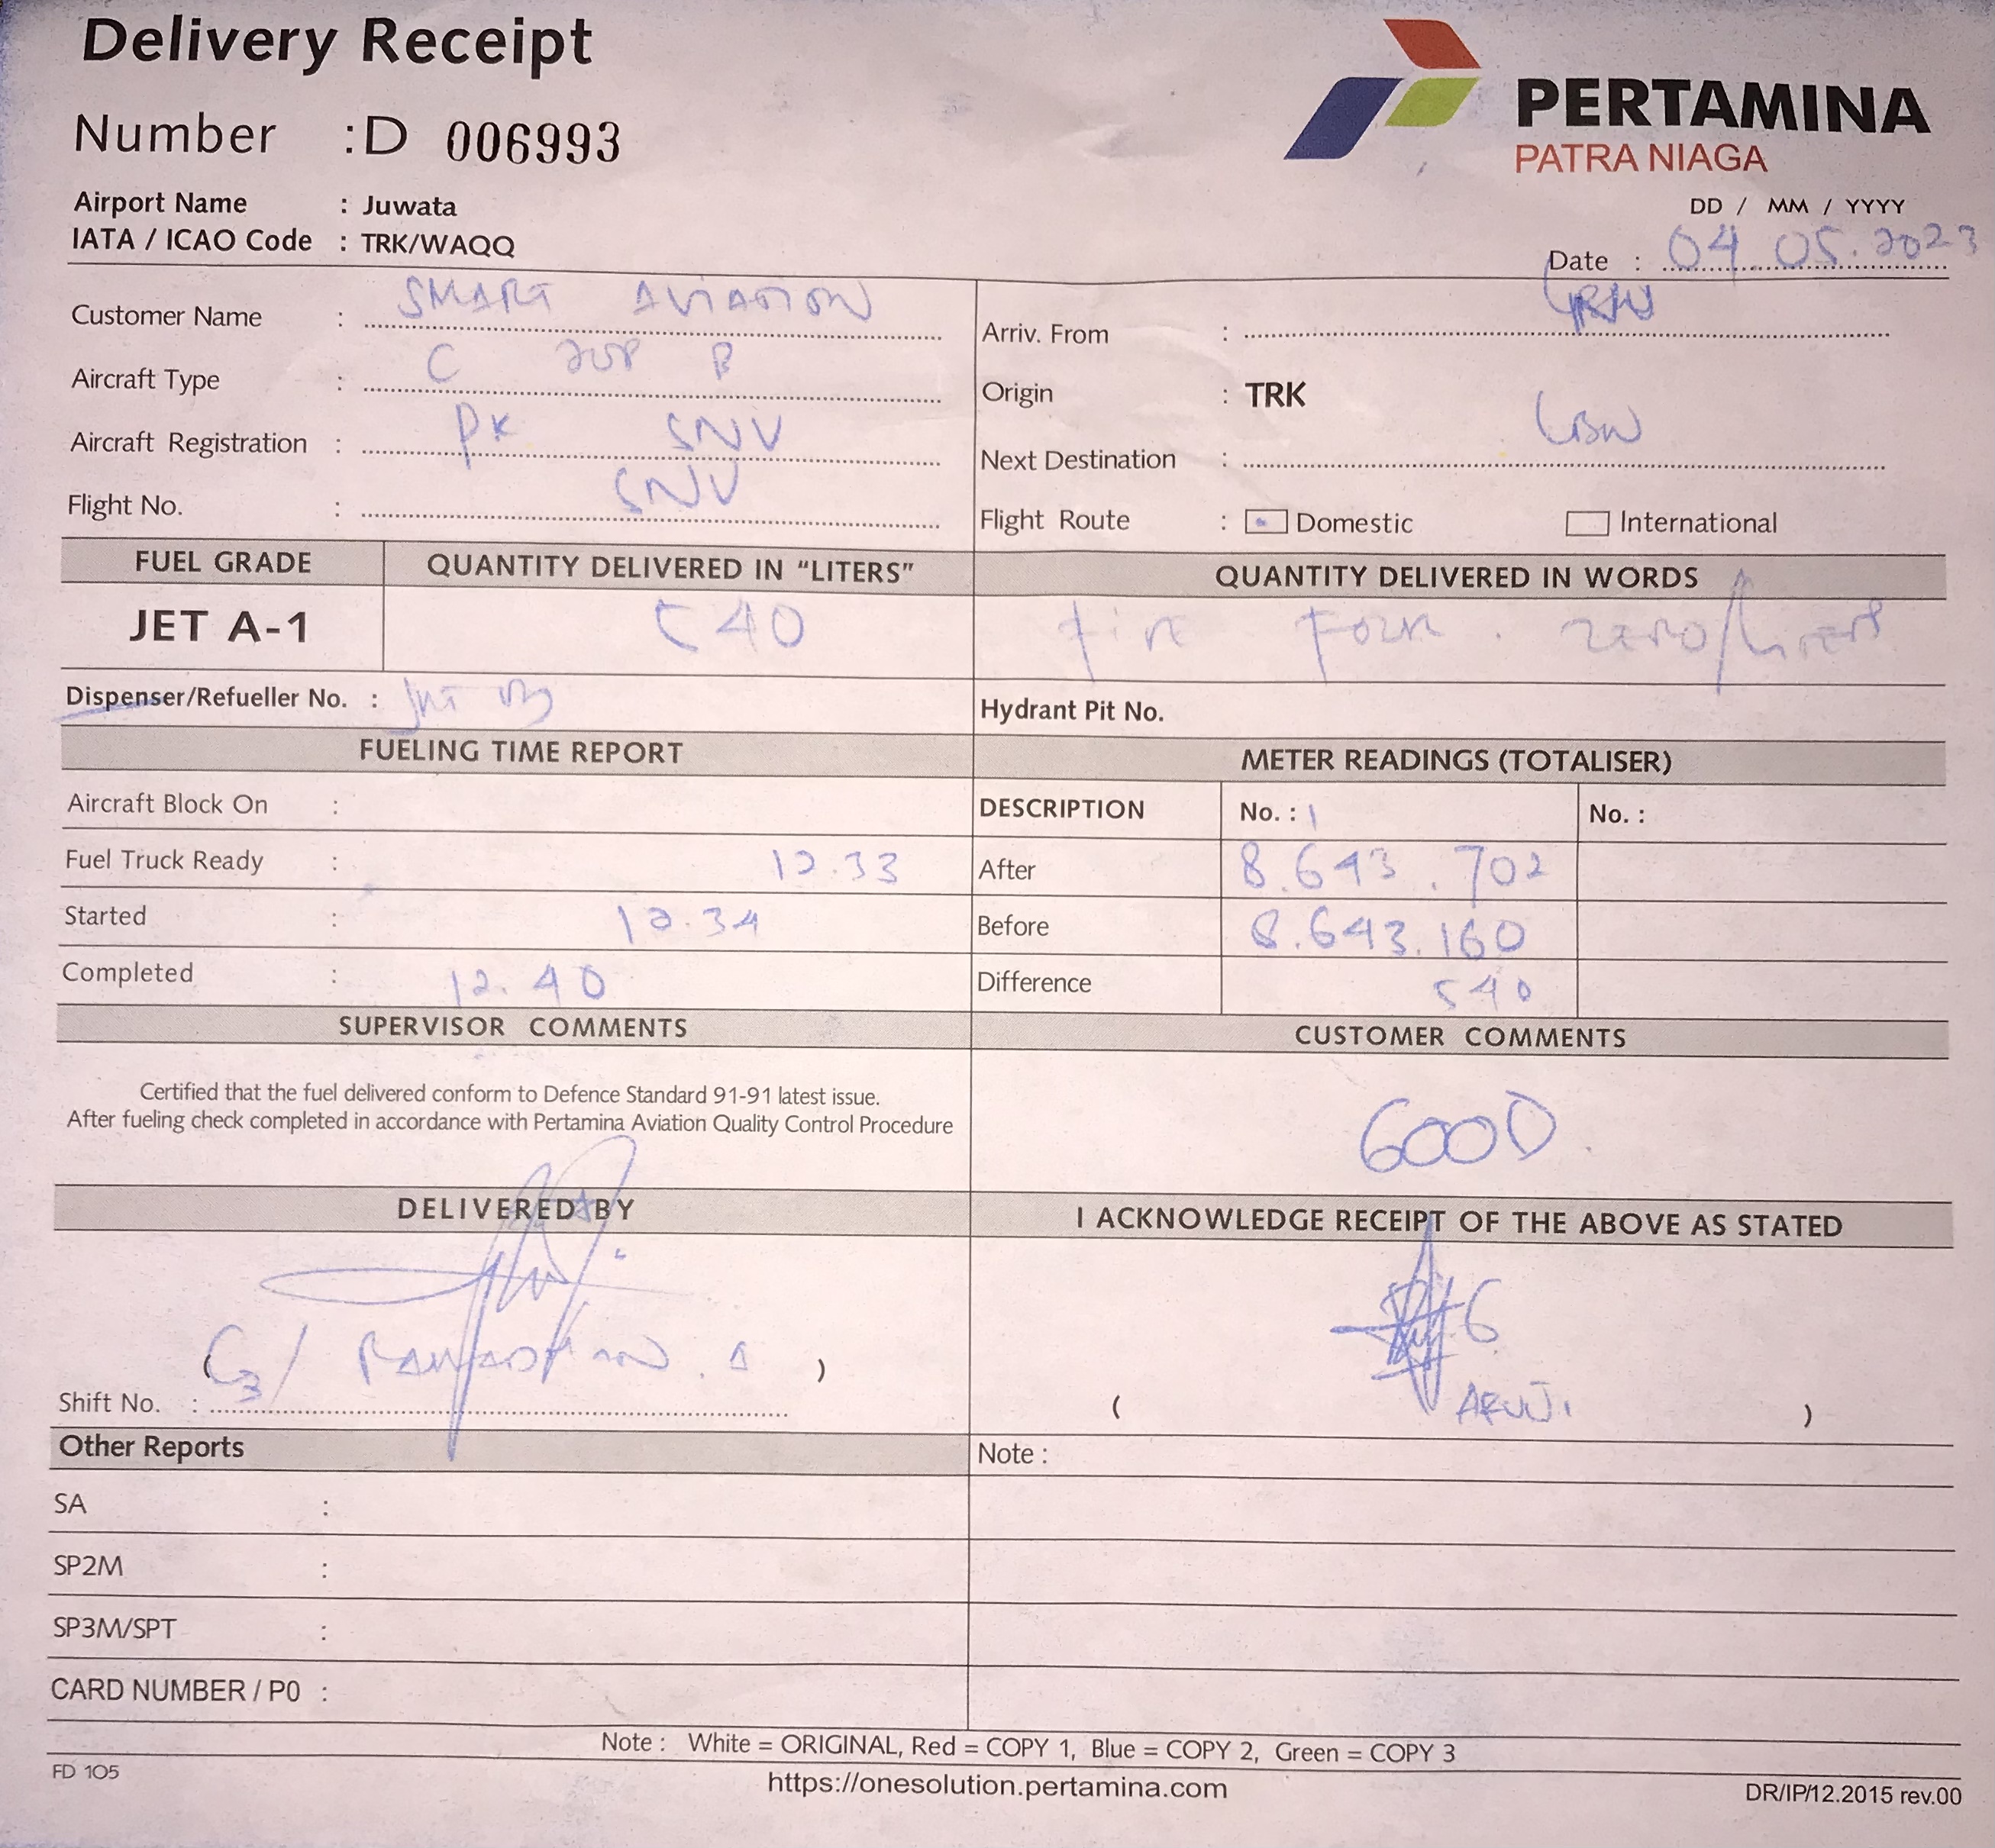 Delivery Receipt
Number : D 006993
PERTAMINA
PATRA NIAGA
Airport Name : Juwata
IATA / ICAO Code : TRK/WAQQ
DD / MM / YYYY
Date : 04.05.2023
Customer Name : SMART AVIATION
Aircraft Type : C 208 B
Aircraft Registration : PK SNV
Flight No. : SNV
Arriv. From :
Origin : TRK
Next Destination : LBW
Flight Route : Domestic International
FUEL GRADE QUANTITY DELIVERED IN "LITERS" QUANTITY DELIVERED IN WORDS
JET A-1 540 Five Four . ZERO/Liters
Dispenser/Refueller No. : Hydrant Pit No.
FUELING TIME REPORT METER READINGS (TOTALISER)
Aircraft Block On : DESCRIPTION No. : 1 No. :
Fuel Truck Ready : 12.33 After 8.643.702
Started : 12.34 Before 8.643.160
Completed : 12.40 Difference 540
SUPERVISOR COMMENTS CUSTOMER COMMENTS
Certified that the fuel delivered conform to Defence Standard 91-91 latest issue.
After fueling check completed in accordance with Pertamina Aviation Quality Control Procedure
GOOD.
DELIVERED BY I ACKNOWLEDGE RECEIPT OF THE ABOVE AS STATED
Shift No. : ( )
Other Reports Note :
SA :
SP2M :
SP3M/SPT :
CARD NUMBER / P0 :
Note : White = ORIGINAL, Red = COPY 1, Blue = COPY 2, Green = COPY 3
FD 105 https://onesolution.pertamina.com DR/IP/12.2015 rev.00